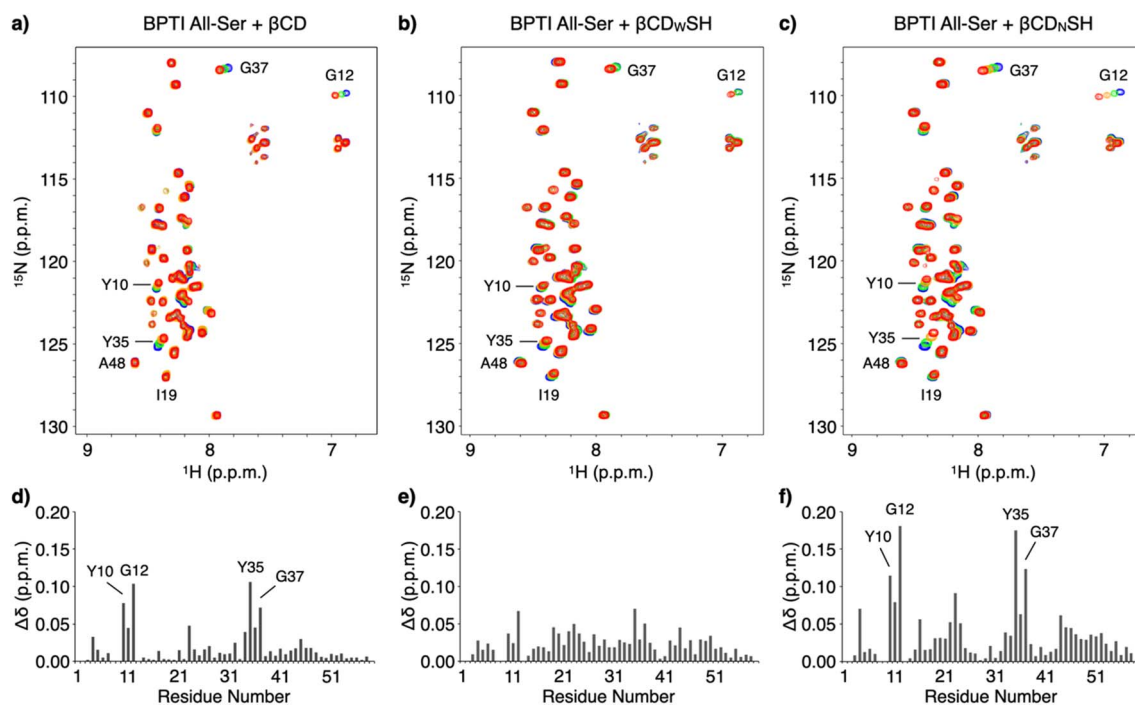 a) BPTI All-Ser + βCD
b) BPTI All-Ser + βCDWSH
c) BPTI All-Ser + βCDNSH
G37
G12
110
115
120
125
130
15N (p.p.m.)
Y10
Y35
A48
I19
9 8 7
1H (p.p.m.)
G37
G12
110
115
120
125
130
15N (p.p.m.)
Y10
Y35
A48
I19
9 8 7
1H (p.p.m.)
G37
G12
110
115
120
125
130
15N (p.p.m.)
Y10
Y35
A48
I19
9 8 7
1H (p.p.m.)
d)
0.20
0.15
0.10
0.05
0.00
Δδ (p.p.m.)
Y10 G12
Y35
G37
1 11 21 31 41 51
Residue Number
e)
0.20
0.15
0.10
0.05
0.00
Δδ (p.p.m.)
1 11 21 31 41 51
Residue Number
f)
0.20
0.15
0.10
0.05
0.00
Δδ (p.p.m.)
G12
Y10
Y35
G37
1 11 21 31 41 51
Residue Number